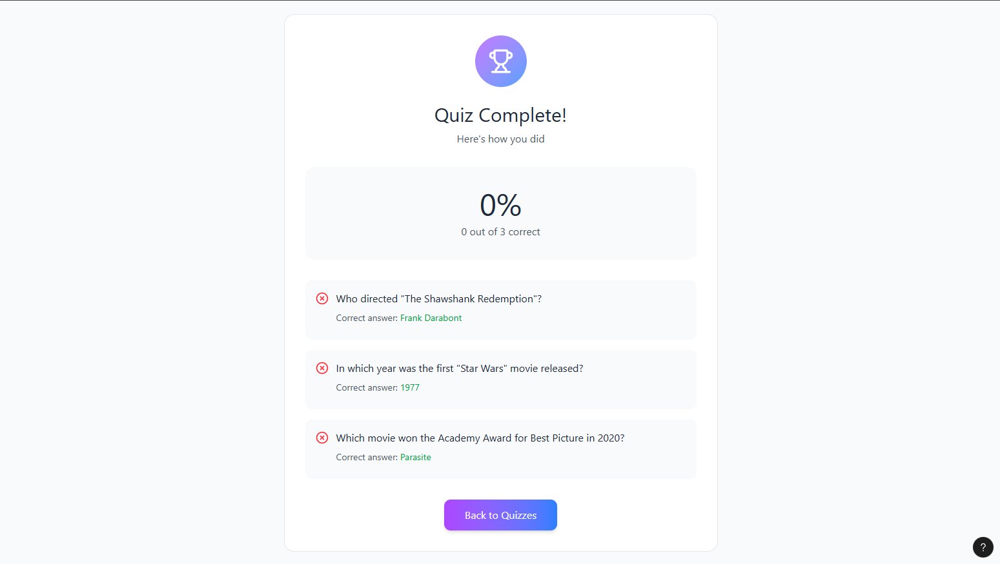 Quiz Complete!
Here's how you did
0%
0 out of 3 correct
Who directed "The Shawshank Redemption"?
Correct answer: Frank Darabont
In which year was the first "Star Wars" movie released?
Correct answer: 1977
Which movie won the Academy Award for Best Picture in 2020?
Correct answer: Parasite
Back to Quizzes
?